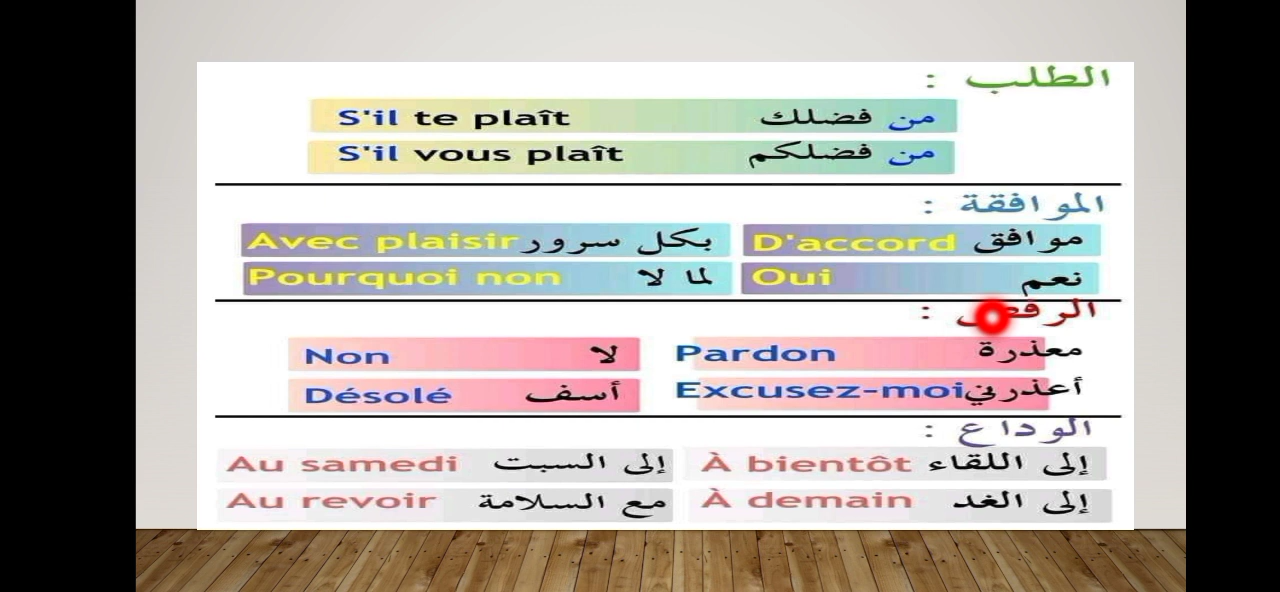 الطلب :
S'il te plaît من فضلك
S'il vous plaît من فضلكم
الموافقة :
Avec plaisir بكل سرور D'accord موافق
Pourquoi non لما لا Oui نعم
:
Non لا Pardon معذرة
Désolé أسف Excusez-moi أعذرني
الوداع :
Au samedi إلى السبت À bientôt إلى اللقاء
Au revoir مع السلامة À demain إلى الغد